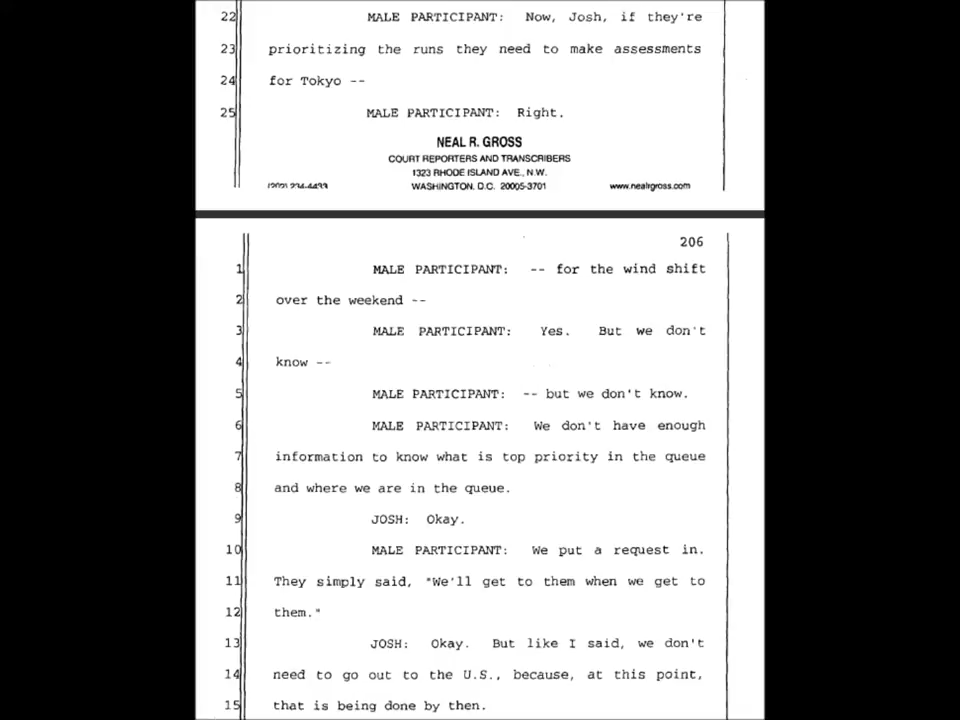 22 MALE PARTICIPANT: Now, Josh, if they're
23 prioritizing the runs they need to make assessments
24 for Tokyo --
25 MALE PARTICIPANT: Right.
NEAL R. GROSS
COURT REPORTERS AND TRANSCRIBERS
1323 RHODE ISLAND AVE., N.W.
(202) 234-4433 WASHINGTON, D.C. 20005-3701 www.nealrgross.com
206
1 MALE PARTICIPANT: -- for the wind shift
2 over the weekend --
3 MALE PARTICIPANT: Yes. But we don't
4 know --
5 MALE PARTICIPANT: -- but we don't know.
6 MALE PARTICIPANT: We don't have enough
7 information to know what is top priority in the queue
8 and where we are in the queue.
9 JOSH: Okay.
10 MALE PARTICIPANT: We put a request in.
11 They simply said, "We'll get to them when we get to
12 them."
13 JOSH: Okay. But like I said, we don't
14 need to go out to the U.S., because, at this point,
15 that is being done by then.